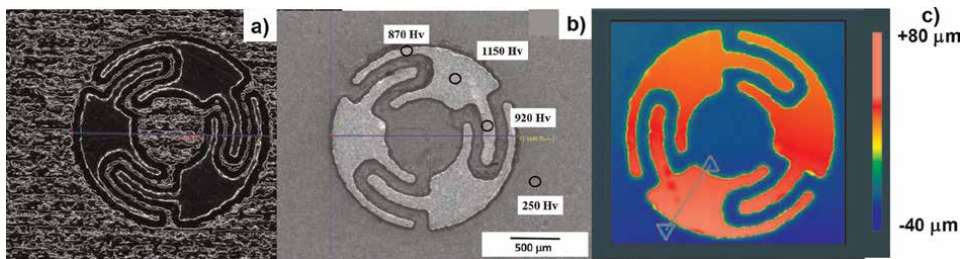 a)
b)
c)
870 Hv
1150 Hv
920 Hv
250 Hv
500 μm
+80 μm
-40 μm